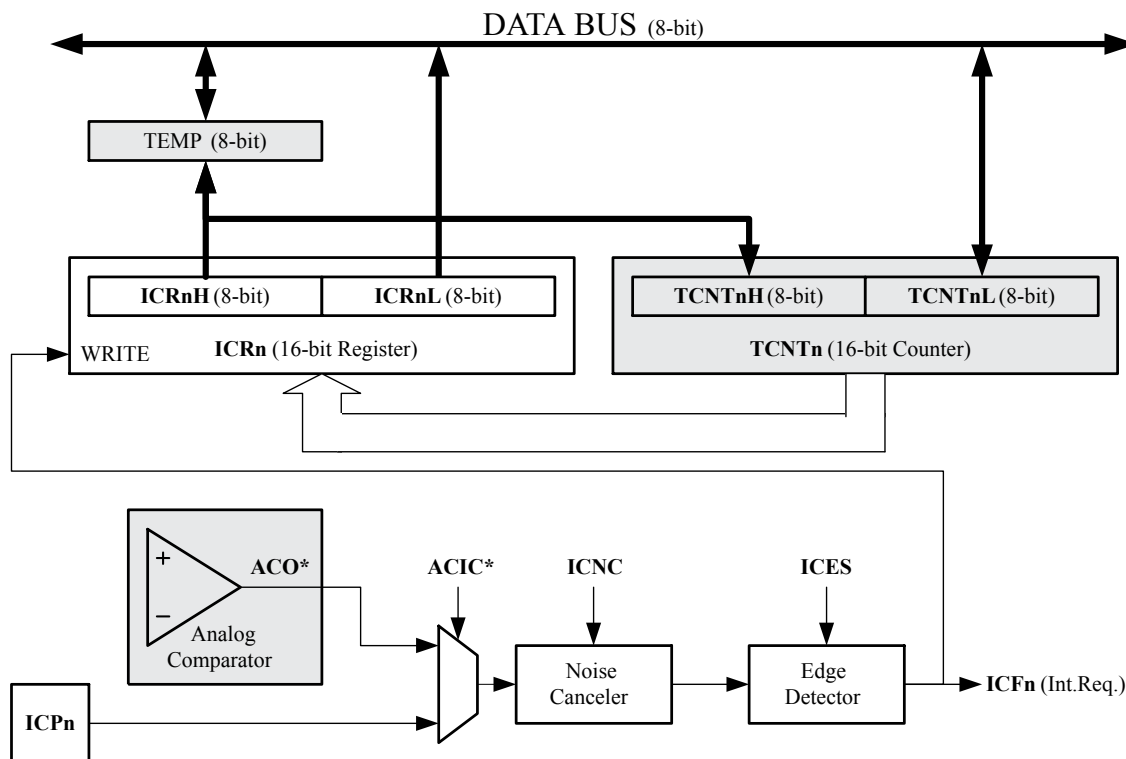 DATA BUS (8-bit)
TEMP (8-bit)
ICRnH (8-bit) ICRnL (8-bit) TCNTnH (8-bit) TCNTnL (8-bit)
WRITE ICRn (16-bit Register) TCNTn (16-bit Counter)
+
ACO* ACIC* ICNC ICES
−
Analog
Comparator
Noise
Canceler
Edge
Detector
ICFn (Int.Req.)
ICPn